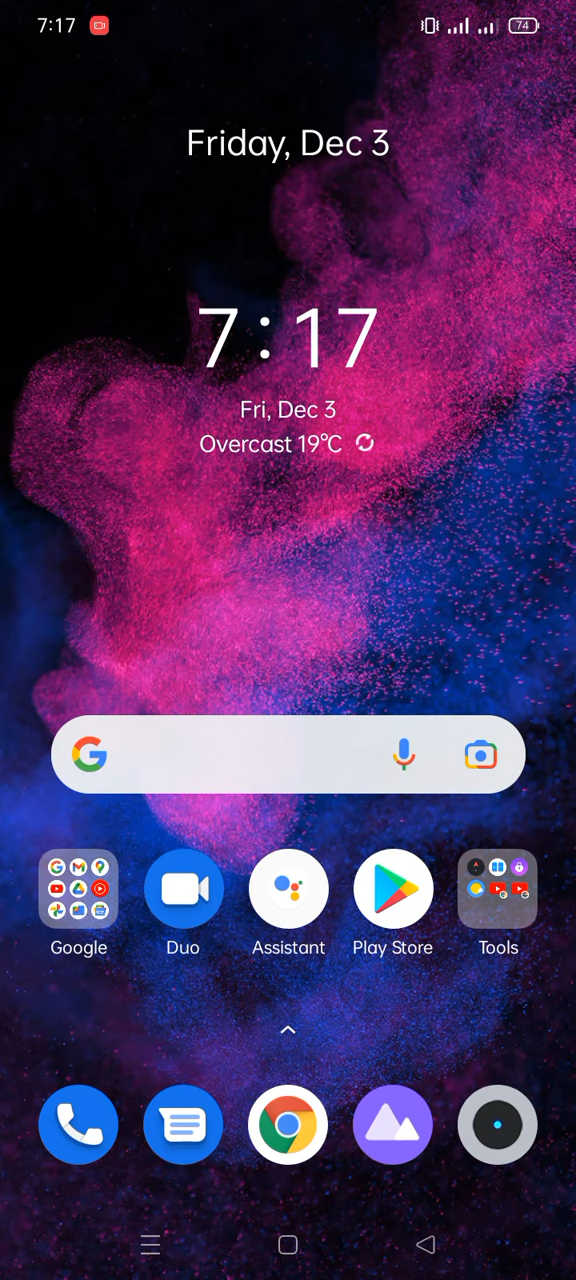 7:17
74
Friday, Dec 3
7:17
Fri, Dec 3
Overcast 19℃
Google
Duo
Assistant
Play Store
Tools